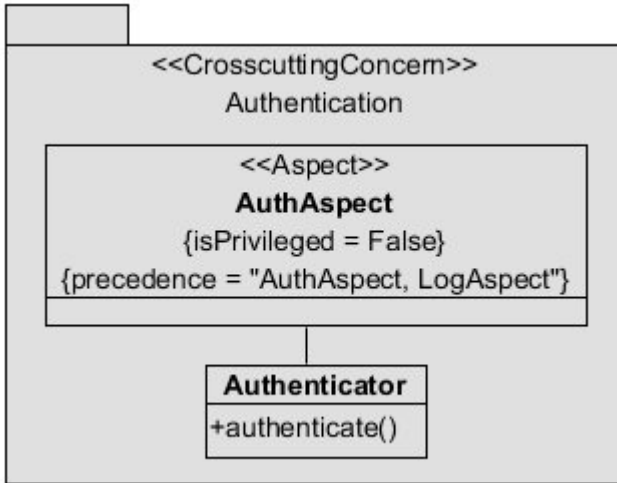 <<CrosscuttingConcern>>
Authentication
<<Aspect>>
AuthAspect
{isPrivileged = False}
{precedence = "AuthAspect, LogAspect"}
Authenticator
+authenticate()